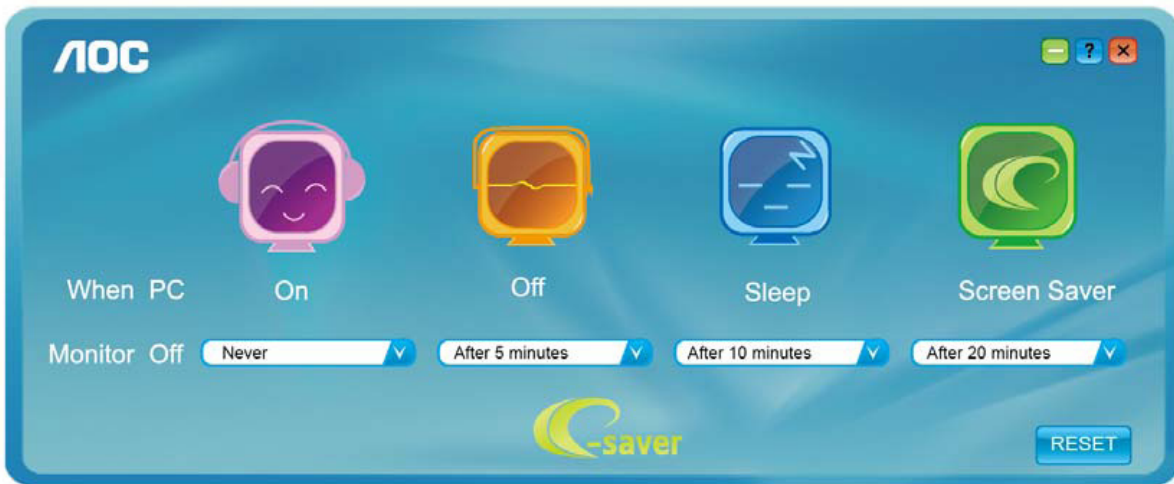 AOC
?
When PC On Off Sleep Screen Saver
Monitor Off Never After 5 minutes After 10 minutes After 20 minutes
e-saver
RESET